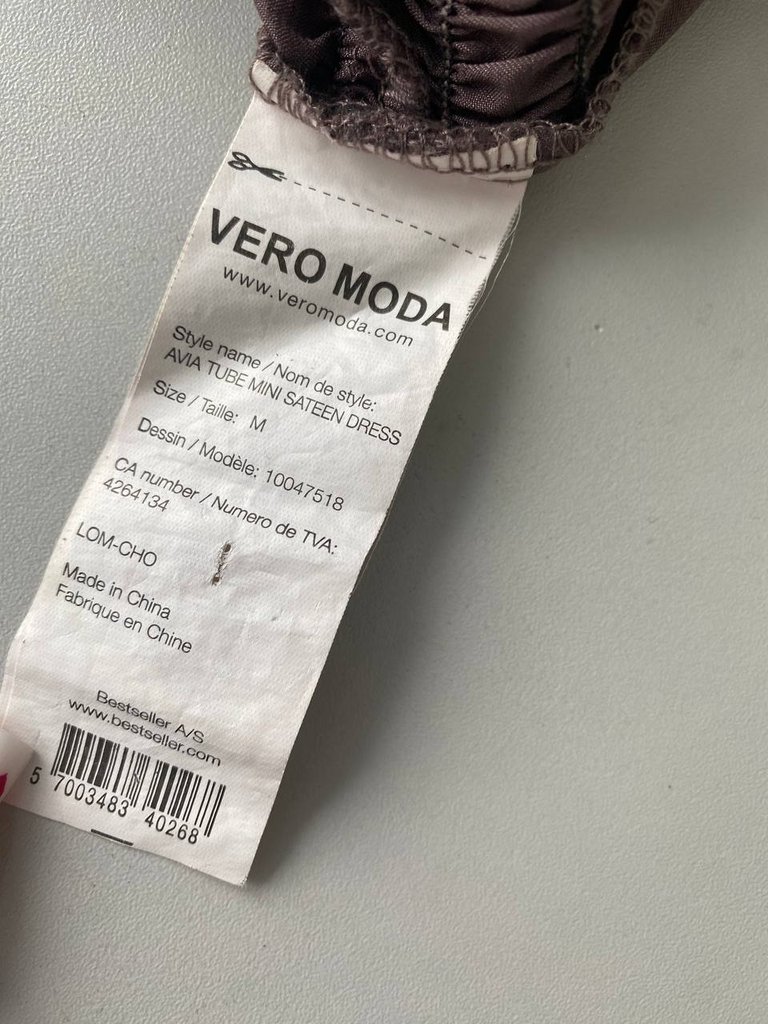 VERO MODA
www.veromoda.com
Style name / Nom de style:
AVIA TUBE MINI SATEEN DRESS
Size / Taille: M
Dessin / Modèle: 10047518
CA number / Numero de TVA:
4264134
LOM-CHO
Made in China
Fabrique en Chine
Bestseller A/S
www.bestseller.com
5 7003483 40268